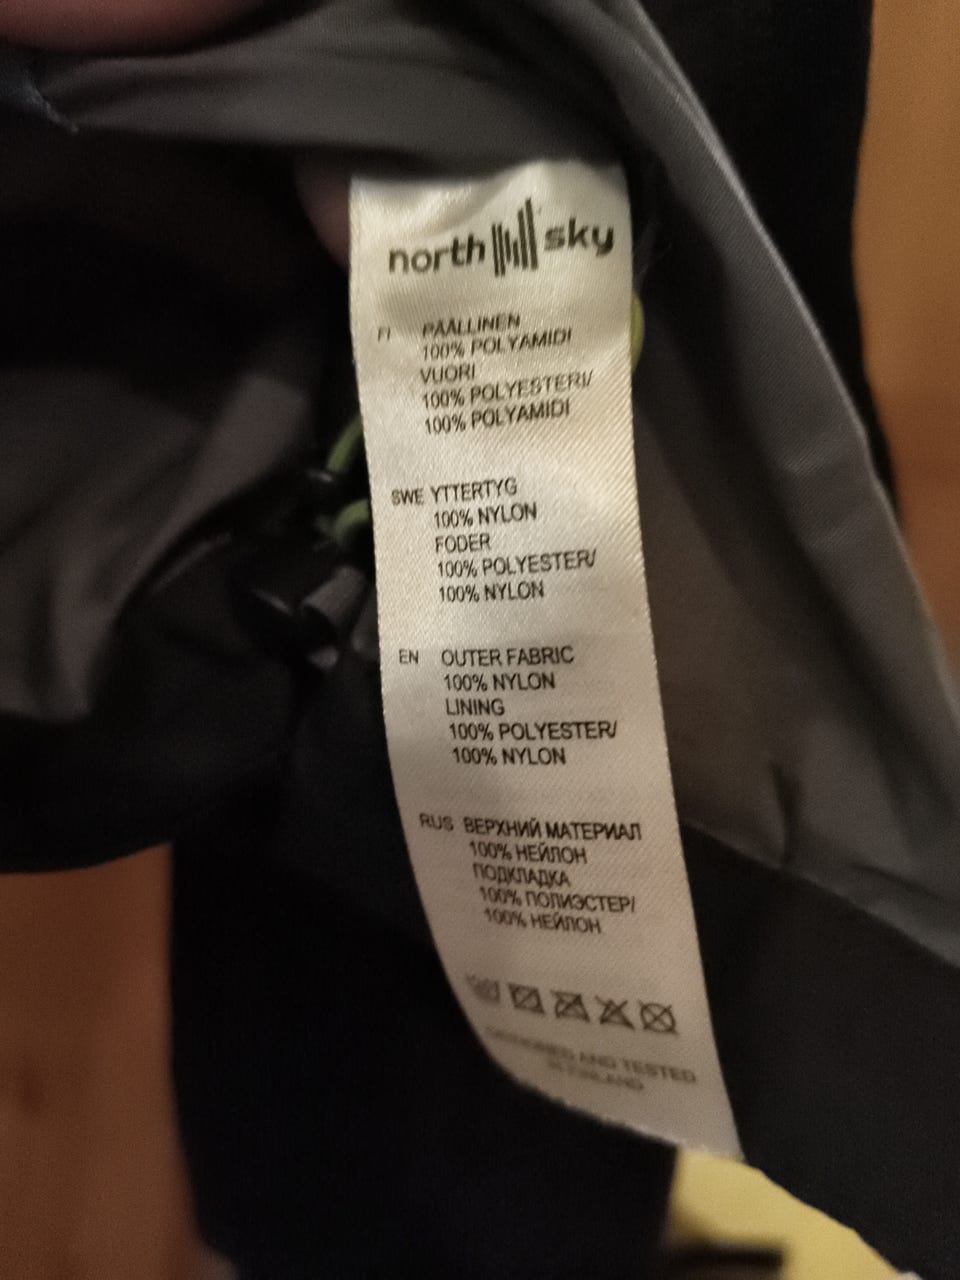 north sky
FI PÄÄLLINEN
100% POLYAMIDI
VUORI
100% POLYESTERI/
100% POLYAMIDI
SWE YTTERTYG
100% NYLON
FODER
100% POLYESTER/
100% NYLON
EN OUTER FABRIC
100% NYLON
LINING
100% POLYESTER/
100% NYLON
RUS ВЕРХНИЙ МАТЕРИАЛ
100% НЕЙЛОН
ПОДКЛАДКА
100% ПОЛИЭСТЕР/
100% НЕЙЛОН
DESIGNED AND TESTED
IN FINLAND